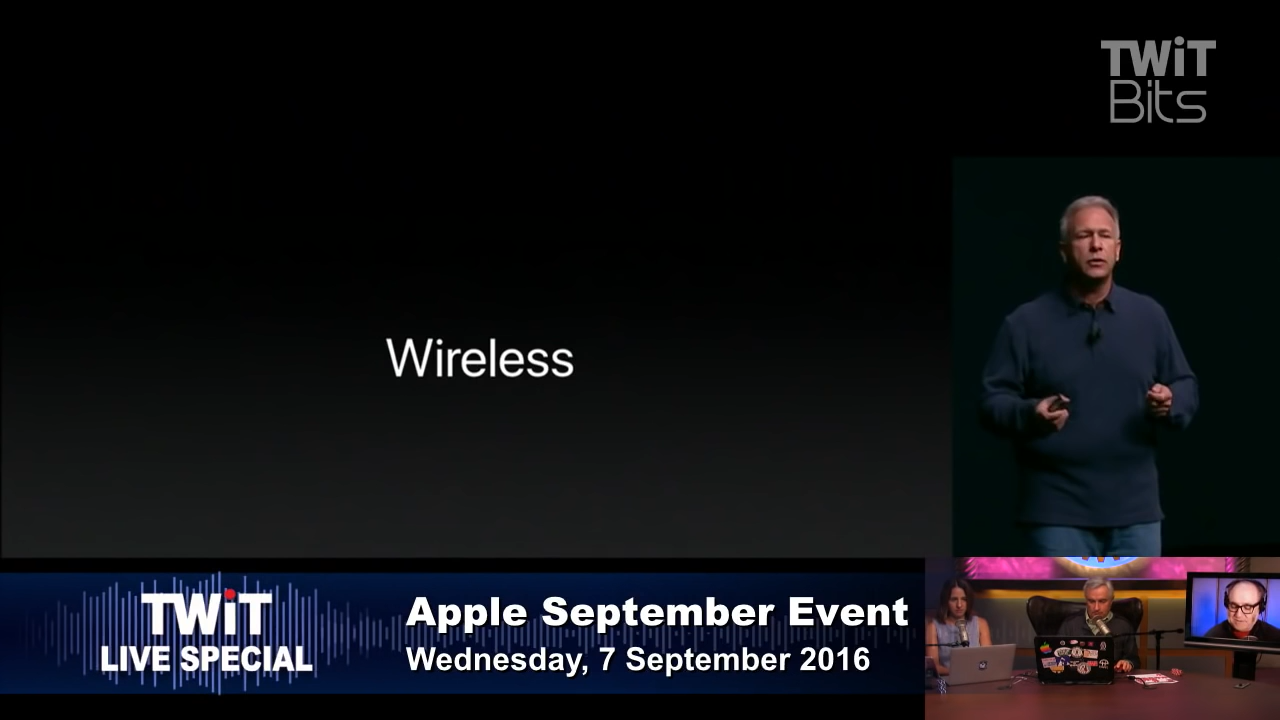 TWiT
Bits
Wireless
TWiT
LIVE SPECIAL
Apple September Event
Wednesday, 7 September 2016